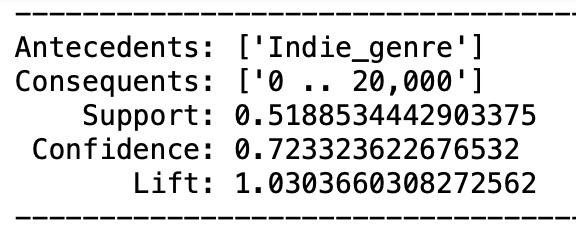 -----------------------------------
Antecedents: ['Indie_genre']
Consequents: ['0 .. 20,000']
Support: 0.5188534442903375
Confidence: 0.723323622676532
Lift: 1.0303660308272562
-----------------------------------